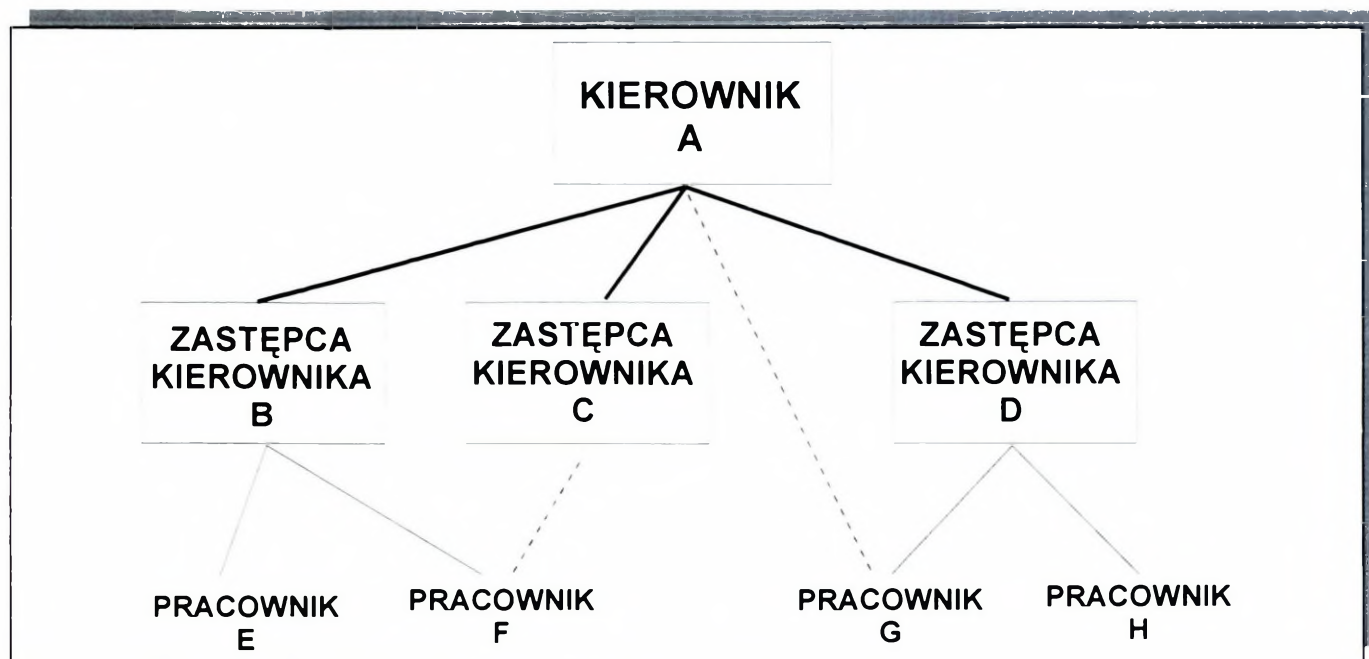 KIEROWNIK
A
ZASTĘPCA
KIEROWNIKA
B
ZASTĘPCA
KIEROWNIKA
C
ZASTĘPCA
KIEROWNIKA
D
PRACOWNIK
E
PRACOWNIK
F
PRACOWNIK
G
PRACOWNIK
H